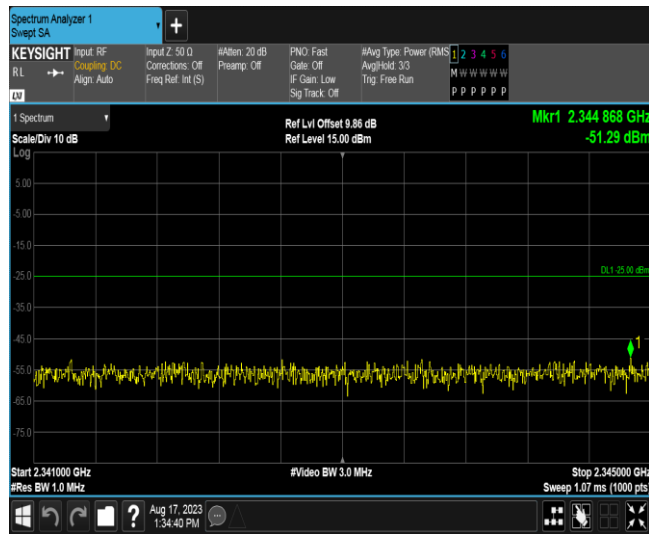 Spectrum Analyzer 1
Swept SA
KEYSIGHT
RL
LXI
Input: RF
Coupling: DC
Align: Auto
Input Z: 50 Ω
Corrections: Off
Freq Ref: Int (S)
#Atten: 20 dB
Preamp: Off
PNO: Fast
Gate: Off
IF Gain: Low
Sig Track: Off
#Avg Type: Power (RMS
Avg|Hold: 3/3
Trig: Free Run
1 2 3 4 5 6
M W W W W W
P P P P P P
1 Spectrum
Scale/Div 10 dB
Log
Ref Lvl Offset 9.86 dB
Ref Level 15.00 dBm
Mkr1 2.344 868 GHz
-51.29 dBm
5.00
-5.00
-15.0
-25.0
-35.0
-45.0
-55.0
-65.0
-75.0
DL1 -25.00 dBm
1
Start 2.341000 GHz
#Res BW 1.0 MHz
#Video BW 3.0 MHz
Stop 2.345000 GHz
Sweep 1.07 ms (1000 pts
?
Aug 17, 2023
1:34:40 PM